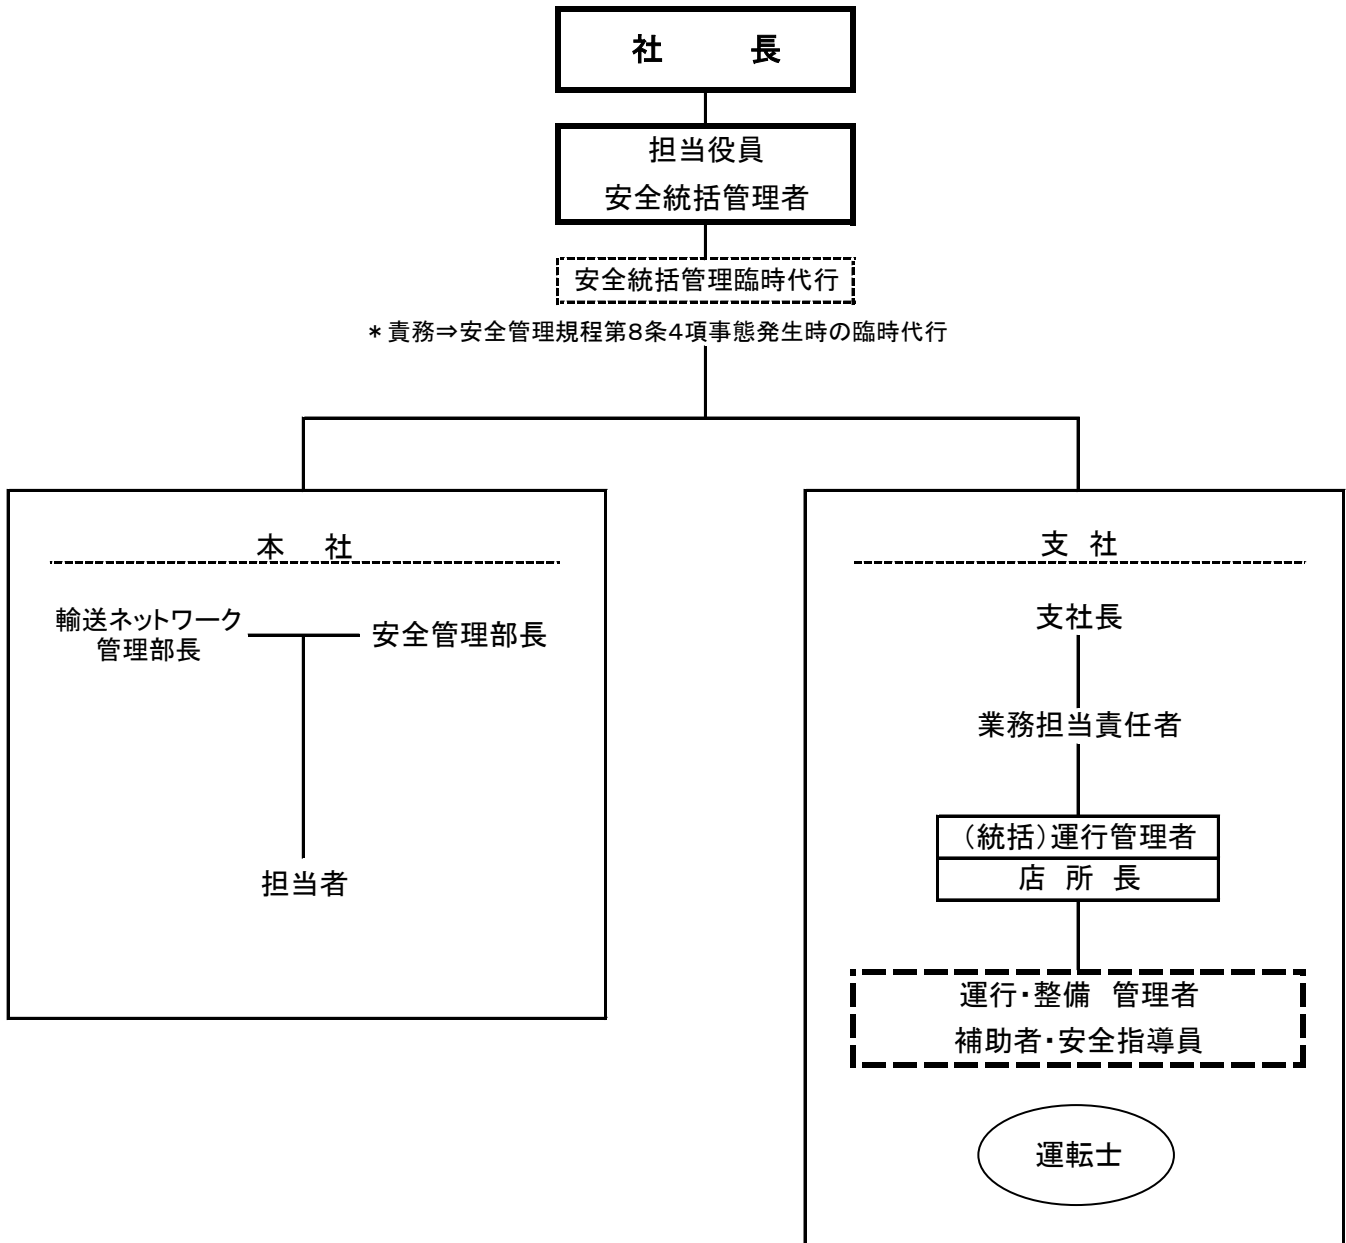 社　　　長
担当役員
安全統括管理者
安全統括管理臨時代行
＊責務⇒安全管理規程第8条4項事態発生時の臨時代行
本　社
輸送ネットワーク
管理部長
安全管理部長
担当者
支 社
支社長
業務担当責任者
（統括）運行管理者
店 所 長
運行・整備 管理者
補助者・安全指導員
運転士